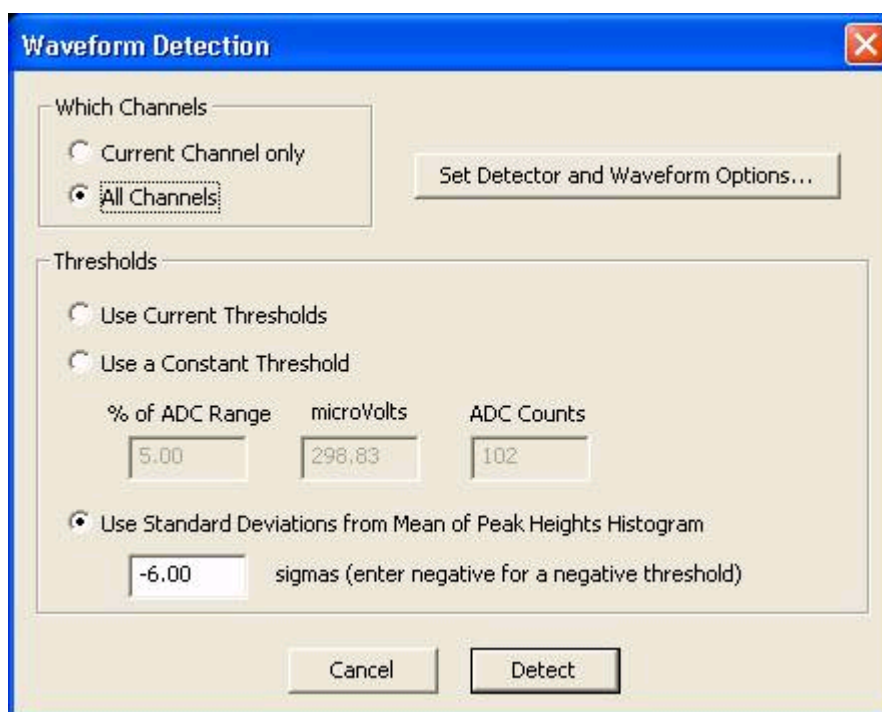 Waveform Detection
Which Channels
Current Channel only
All Channels
Set Detector and Waveform Options...
Thresholds
Use Current Thresholds
Use a Constant Threshold
% of ADC Range microVolts ADC Counts
5.00 298.83 102
Use Standard Deviations from Mean of Peak Heights Histogram
-6.00 sigmas (enter negative for a negative threshold)
Cancel Detect